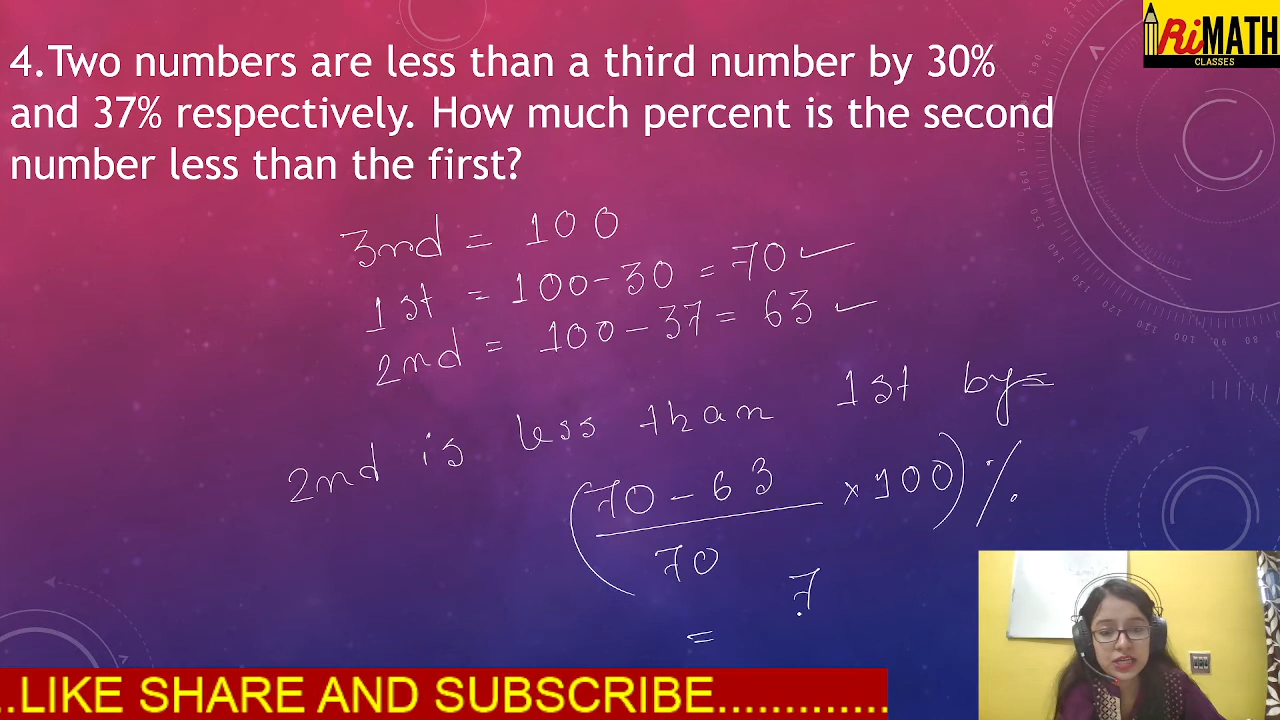 RiMATH
CLASSES
4.Two numbers are less than a third number by 30%
and 37% respectively. How much percent is the second
number less than the first?
3nd = 100
1st = 100-30 = 70
2nd = 100-37 = 63
2nd is less than 1st by=
(70-63
70 ×100)%
= 7
..LIKE SHARE AND SUBSCRIBE.............